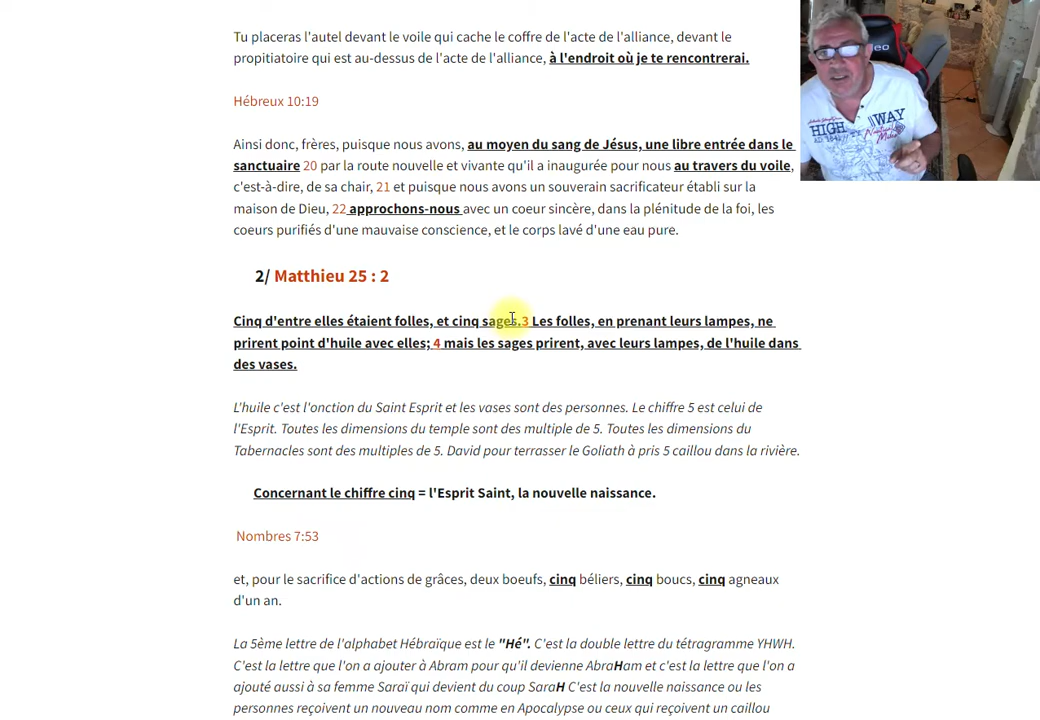 Tu placeras l'autel devant le voile qui cache le coffre de l'acte de l'alliance, devant le
propitiatoire qui est au-dessus de l'acte de l'alliance, à l'endroit où je te rencontrerai.
Hébreux 10:19
Ainsi donc, frères, puisque nous avons, au moyen du sang de Jésus, une libre entrée dans le
sanctuaire 20 par la route nouvelle et vivante qu'il a inaugurée pour nous au travers du voile,
c'est-à-dire, de sa chair, 21 et puisque nous avons un souverain sacrificateur établi sur la
maison de Dieu, 22 approchons-nous avec un coeur sincère, dans la plénitude de la foi, les
coeurs purifiés d'une mauvaise conscience, et le corps lavé d'une eau pure.
2/ Matthieu 25 : 2
Cinq d'entre elles étaient folles, et cinq sages.3 Les folles, en prenant leurs lampes, ne
prirent point d'huile avec elles; 4 mais les sages prirent, avec leurs lampes, de l'huile dans
des vases.
L'huile c'est l'onction du Saint Esprit et les vases sont des personnes. Le chiffre 5 est celui de
l'Esprit. Toutes les dimensions du temple sont des multiple de 5. Toutes les dimensions du
Tabernacles sont des multiples de 5. David pour terrasser le Goliath à pris 5 caillou dans la rivière.
Concernant le chiffre cinq = l'Esprit Saint, la nouvelle naissance.
Nombres 7:53
et, pour le sacrifice d'actions de grâces, deux boeufs, cinq béliers, cinq boucs, cinq agneaux
d'un an.
La 5ème lettre de l'alphabet Hébraïque est le "Hé". C'est la double lettre du tétragramme YHWH.
C'est la lettre que l'on a ajouter à Abram pour qu'il devienne AbraHam et c'est la lettre que l'on a
ajouté aussi à sa femme Saraï qui devient du coup SaraH C'est la nouvelle naissance ou les
personnes reçoivent un nouveau nom comme en Apocalypse ou ceux qui reçoivent un caillou
HIGH WAY